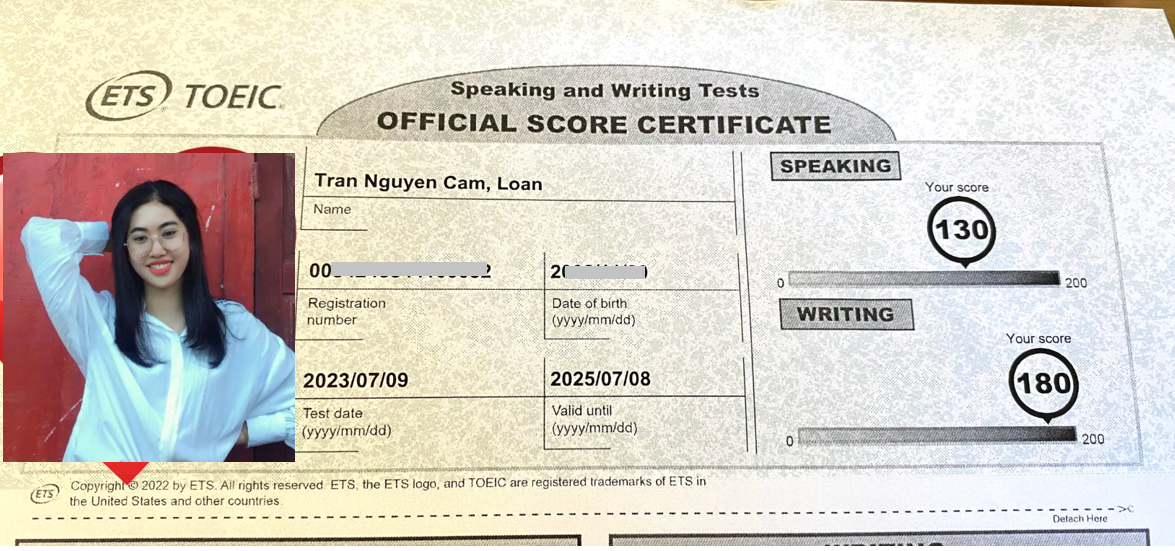 ETS TOEIC
Speaking and Writing Tests
OFFICIAL SCORE CERTIFICATE
Tran Nguyen Cam, Loan
Name
00
Registration
number
20
Date of birth
(yyyy/mm/dd)
2023/07/09
Test date
(yyyy/mm/dd)
2025/07/08
Valid until
(yyyy/mm/dd)
SPEAKING
Your score
130
0 200
WRITING
Your score
180
0 200
ETS
Copyright © 2022 by ETS. All rights reserved. ETS, the ETS logo, and TOEIC are registered trademarks of ETS in
the United States and other countries.
Detach Here
WRITING